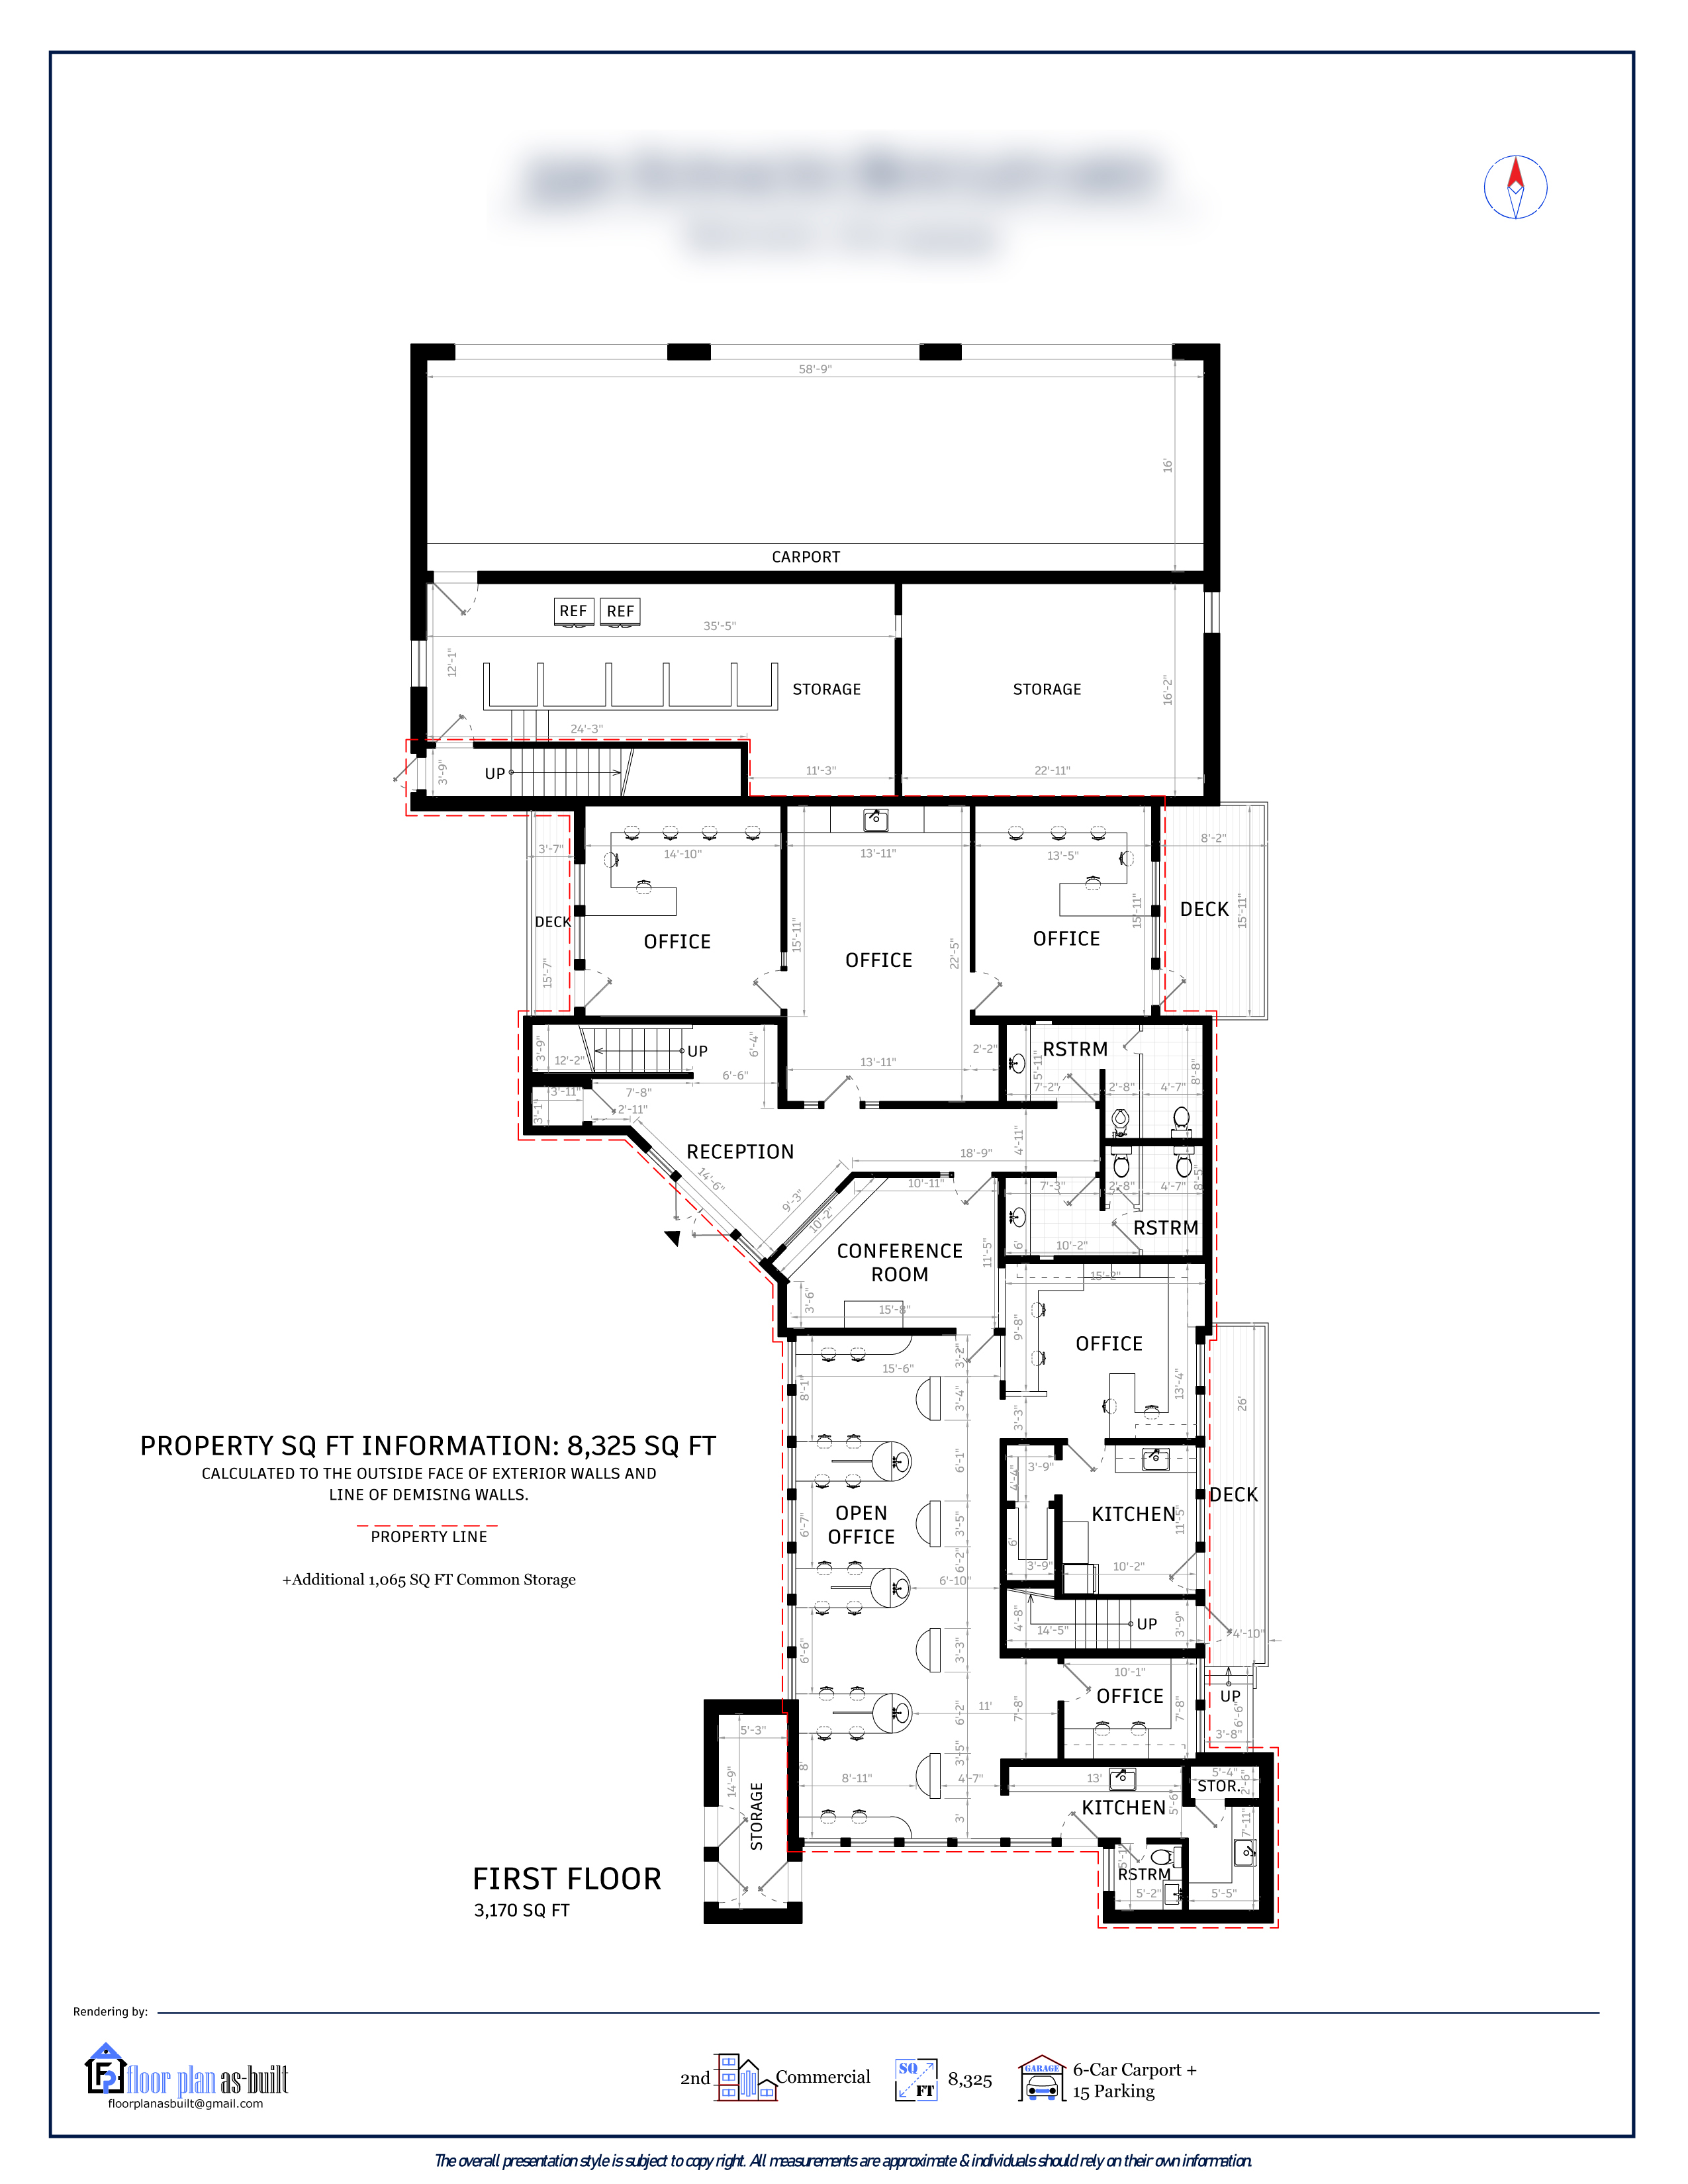 58'-9"
16'
CARPORT
REF REF
35'-5"
12'-1"
STORAGE
STORAGE
16'-2"
24'-3"
UP
3'-9"
11'-3"
22'-11"
3'-7"
14'-10"
13'-11"
13'-5"
8'-2"
DECK
OFFICE
15'-11"
OFFICE
22'-5"
OFFICE
15'-11"
DECK
15'-11"
15'-7"
3'-9"
12'-2"
UP
6'-4"
6'-6"
13'-11"
2'-2"
5'-11"
RSTRM
7'-2"
2'-8"
4'-7"
8'-8"
3'-11"
7'-8"
3'-1"
2'-11"
RECEPTION
14'-6"
18'-9"
4'-11"
9'-3"
10'-2"
10'-11"
7'-3"
2'-8"
4'-7"
8'-5"
RSTRM
CONFERENCE
ROOM
11'-5"
6'
10'-2"
3'-6"
15'-8"
15'-2"
9'-8"
OFFICE
13'-4"
15'-6"
3'-2"
8'-1"
3'-4"
3'-3"
26'
PROPERTY SQ FT INFORMATION: 8,325 SQ FT
CALCULATED TO THE OUTSIDE FACE OF EXTERIOR WALLS AND
LINE OF DEMISING WALLS.
PROPERTY LINE
+Additional 1,065 SQ FT Common Storage
6'-1"
3'-9"
4'-4"
OPEN
OFFICE
6'-7"
3'-5"
6'
KITCHEN
11'-5"
DECK
6'-2"
3'-9"
10'-2"
6'-10"
4'-8"
14'-5"
UP
3'-9"
4'-10"
6'-6"
3'-3"
10'-1"
OFFICE
7'-8"
7'-8"
UP
6'-6"
3'-8"
6'-2"
11'
5'-3"
14'-9"
STORAGE
8'
8'-11"
3'-5"
4'-7"
13'
5'-4"
STOR.
2'-6"
KITCHEN
5'-6"
3'
7'-11"
5'-1"
RSTRM
5'-2"
5'-5"
FIRST FLOOR
3,170 SQ FT
Rendering by:
FP floor plan as-built
floorplanasbuilt@gmail.com
2nd Commercial
SQ FT 8,325
GARAGE 6-Car Carport +
15 Parking
The overall presentation style is subject to copy right. All measurements are approximate & individuals should rely on their own information.